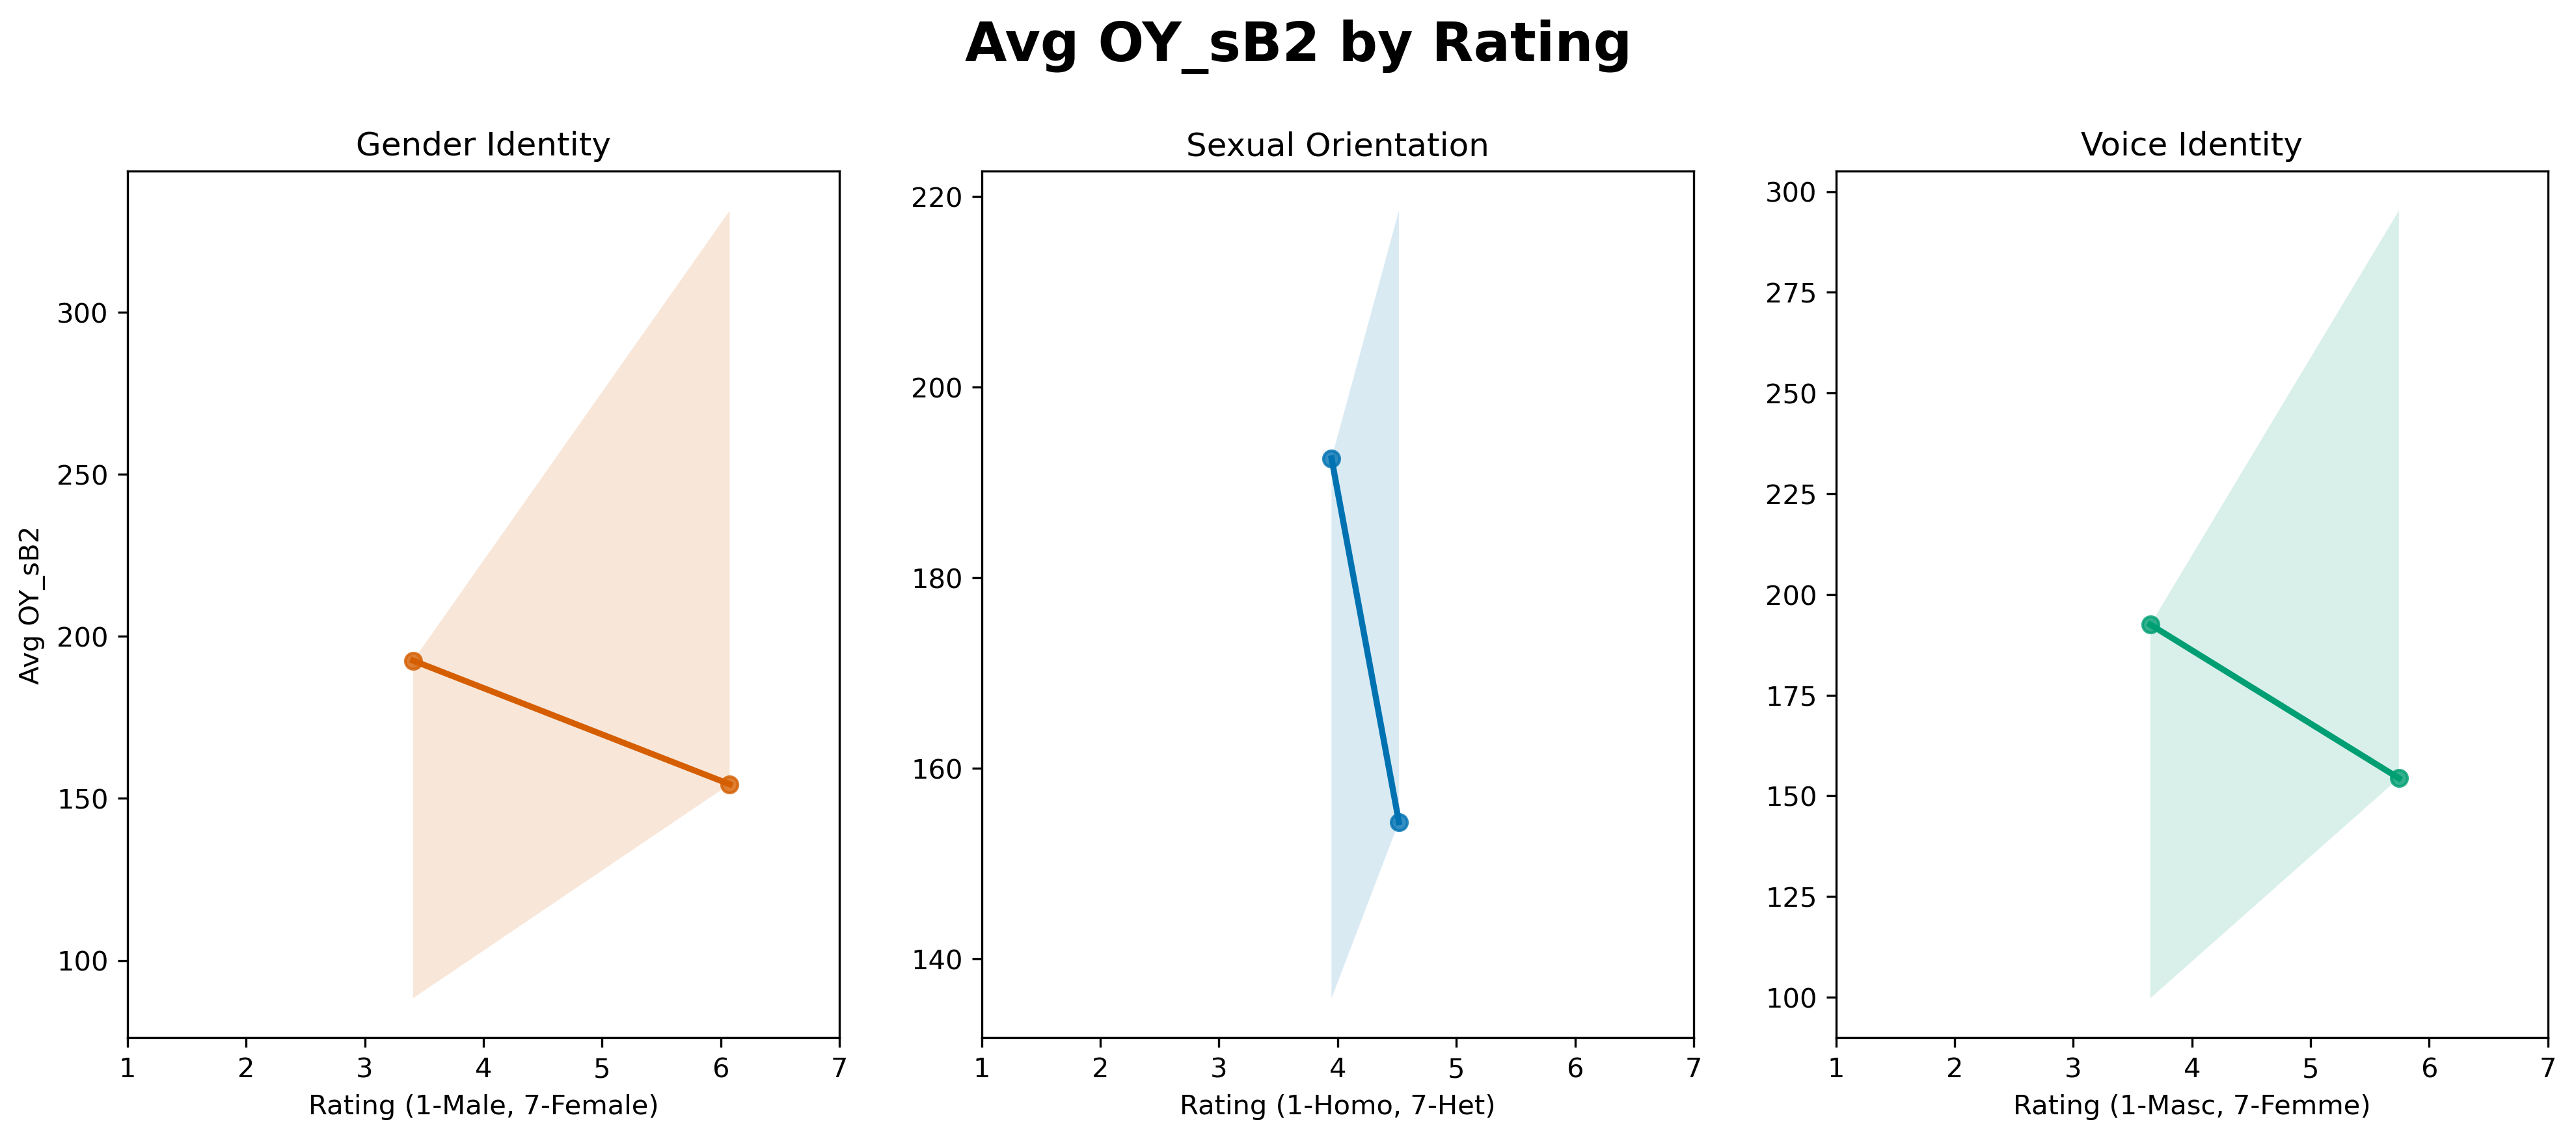 Avg OY_sB2 by Rating
Gender Identity
Avg OY_sB2
300
250
200
150
100
1 2 3 4 5 6 7
Rating (1-Male, 7-Female)
Sexual Orientation
220
200
180
160
140
1 2 3 4 5 6 7
Rating (1-Homo, 7-Het)
Voice Identity
300
275
250
225
200
175
150
125
100
1 2 3 4 5 6 7
Rating (1-Masc, 7-Femme)